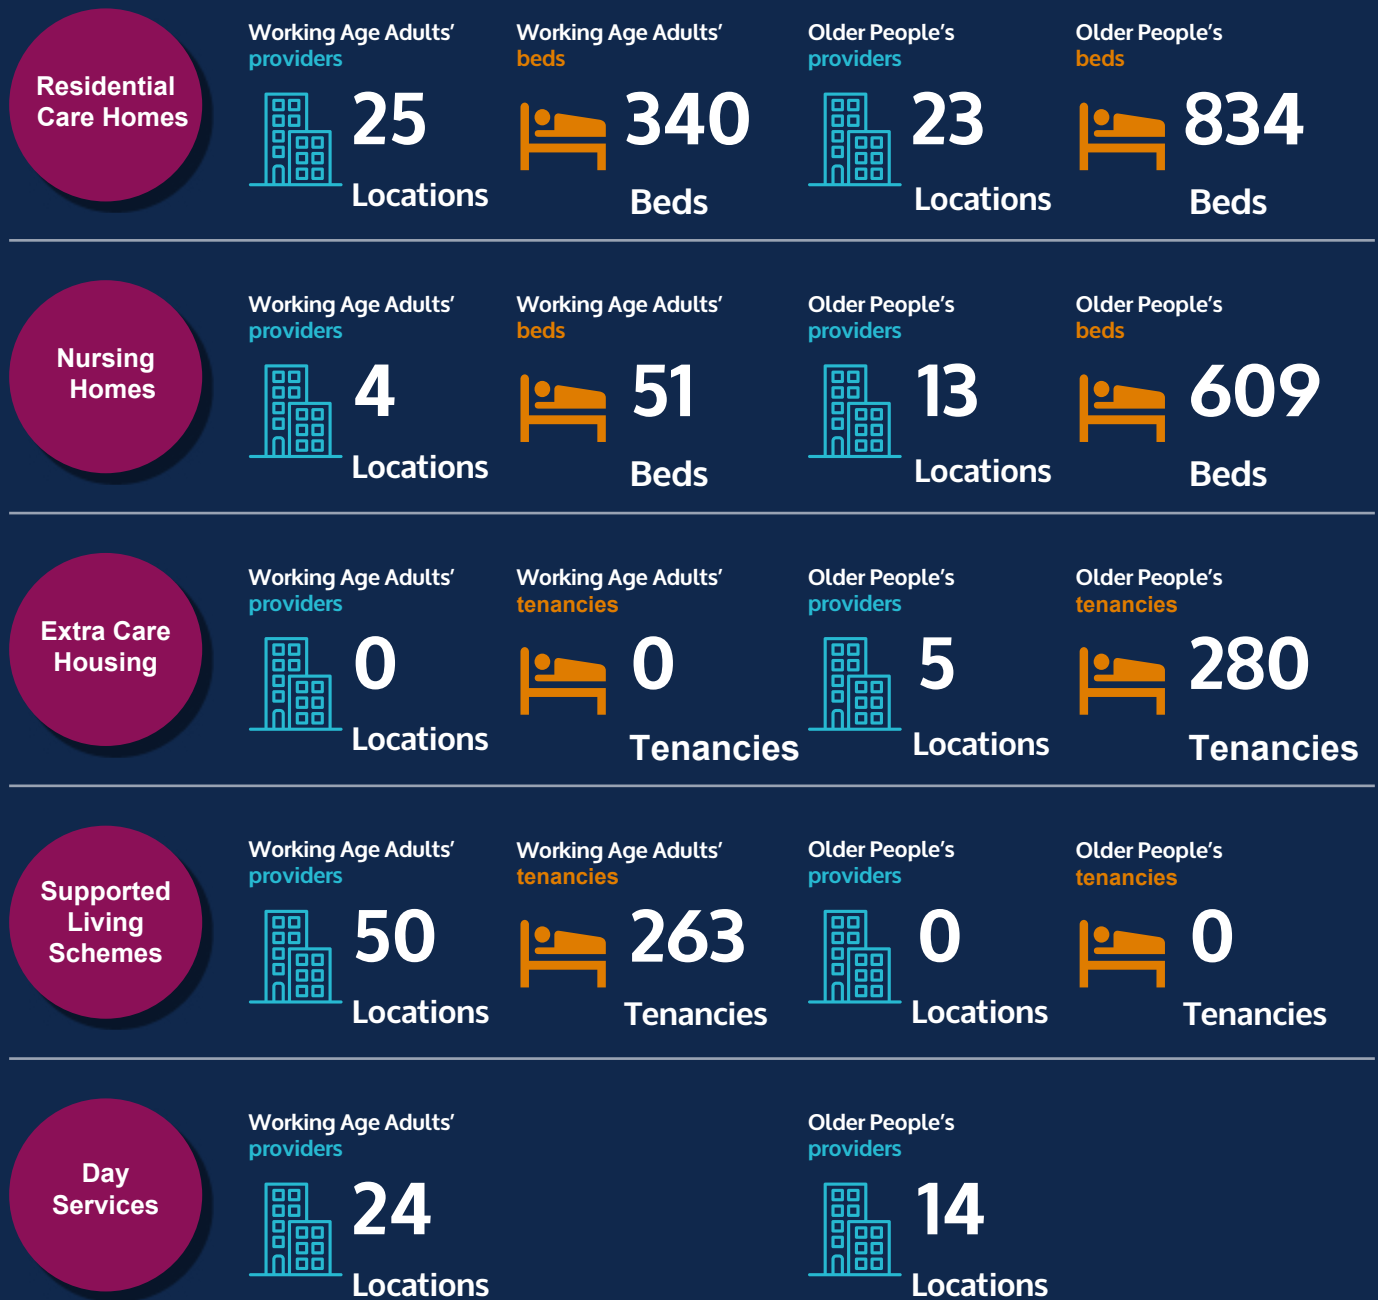 Residential
Care Homes
Working Age Adults'
providers
25
Locations
Working Age Adults'
beds
340
Beds
Older People's
providers
23
Locations
Older People's
beds
834
Beds
Nursing
Homes
Working Age Adults'
providers
4
Locations
Working Age Adults'
beds
51
Beds
Older People's
providers
13
Locations
Older People's
beds
609
Beds
Extra Care
Housing
Working Age Adults'
providers
0
Locations
Working Age Adults'
tenancies
0
Tenancies
Older People's
providers
5
Locations
Older People's
tenancies
280
Tenancies
Supported
Living
Schemes
Working Age Adults'
providers
50
Locations
Working Age Adults'
tenancies
263
Tenancies
Older People's
providers
0
Locations
Older People's
tenancies
0
Tenancies
Day
Services
Working Age Adults'
providers
24
Locations
Older People's
providers
14
Locations